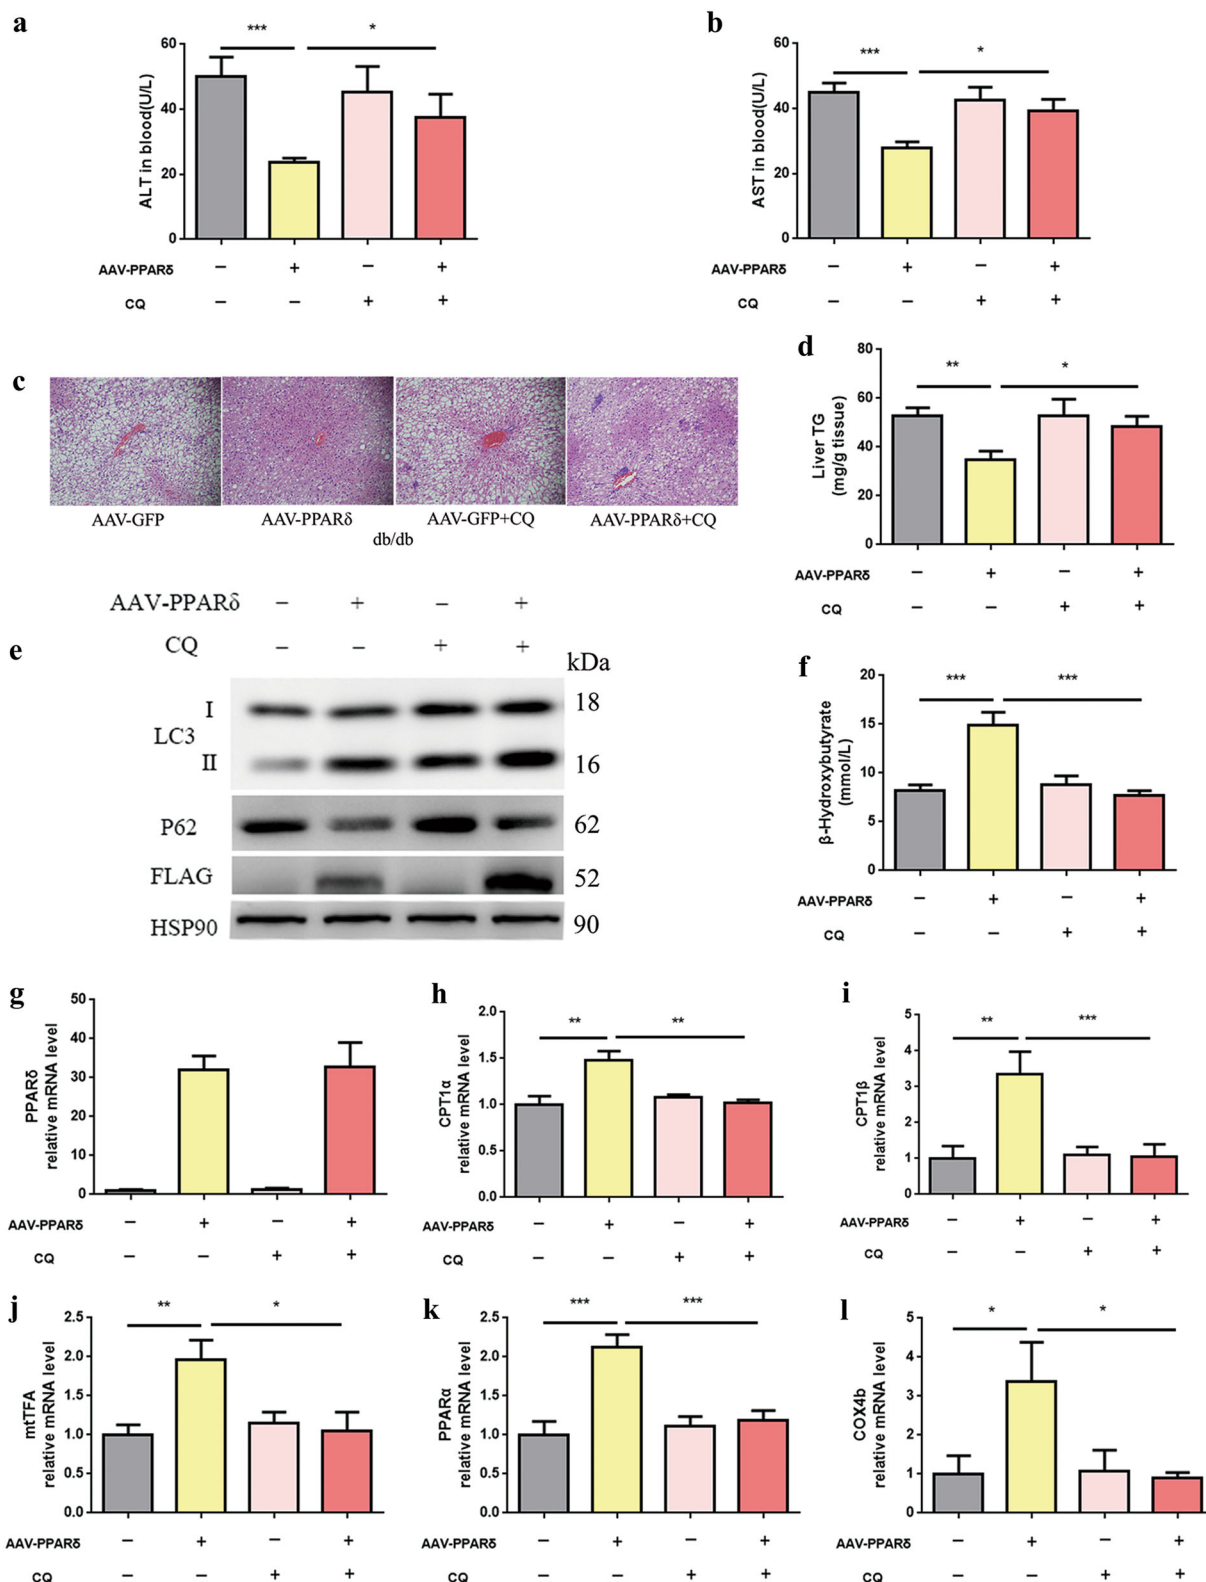 a
*** *
ALT in blood(U/L)
60
40
20
0
AAV-PPARδ − + − +
CQ − − + +
b
*** *
AST in blood(U/L)
60
40
20
0
AAV-PPARδ − + − +
CQ − − + +
c
AAV-GFP AAV-PPARδ AAV-GFP+CQ AAV-PPARδ+CQ
db/db
d
** *
Liver TG
(mg/g tissue)
80
60
40
20
0
AAV-PPARδ − + − +
CQ − − + +
e
AAV-PPARδ − + − +
CQ − − + +
kDa
LC3
I 18
II 16
P62 62
FLAG 52
HSP90 90
f
*** ***
β-Hydroxybutyrate
(mmol/L)
20
15
10
5
0
AAV-PPARδ − + − +
CQ − − + +
g
PPARδ
relative mRNA level
50
40
30
20
10
0
AAV-PPARδ − + − +
CQ − − + +
h
** **
CPT1α
relative mRNA level
2.0
1.5
1.0
0.5
0.0
AAV-PPARδ − + − +
CQ − − + +
i
** ***
CPT1β
relative mRNA level
5
4
3
2
1
0
AAV-PPARδ − + − +
CQ − − + +
j
** *
mtTFA
relative mRNA level
2.5
2.0
1.5
1.0
0.5
0.0
AAV-PPARδ − + − +
CQ − − + +
k
*** ***
PPARα
relative mRNA level
2.5
2.0
1.5
1.0
0.5
0.0
AAV-PPARδ − + − +
CQ − − + +
l
* *
COX4b
relative mRNA level
5
4
3
2
1
0
AAV-PPARδ − + − +
CQ − − + +